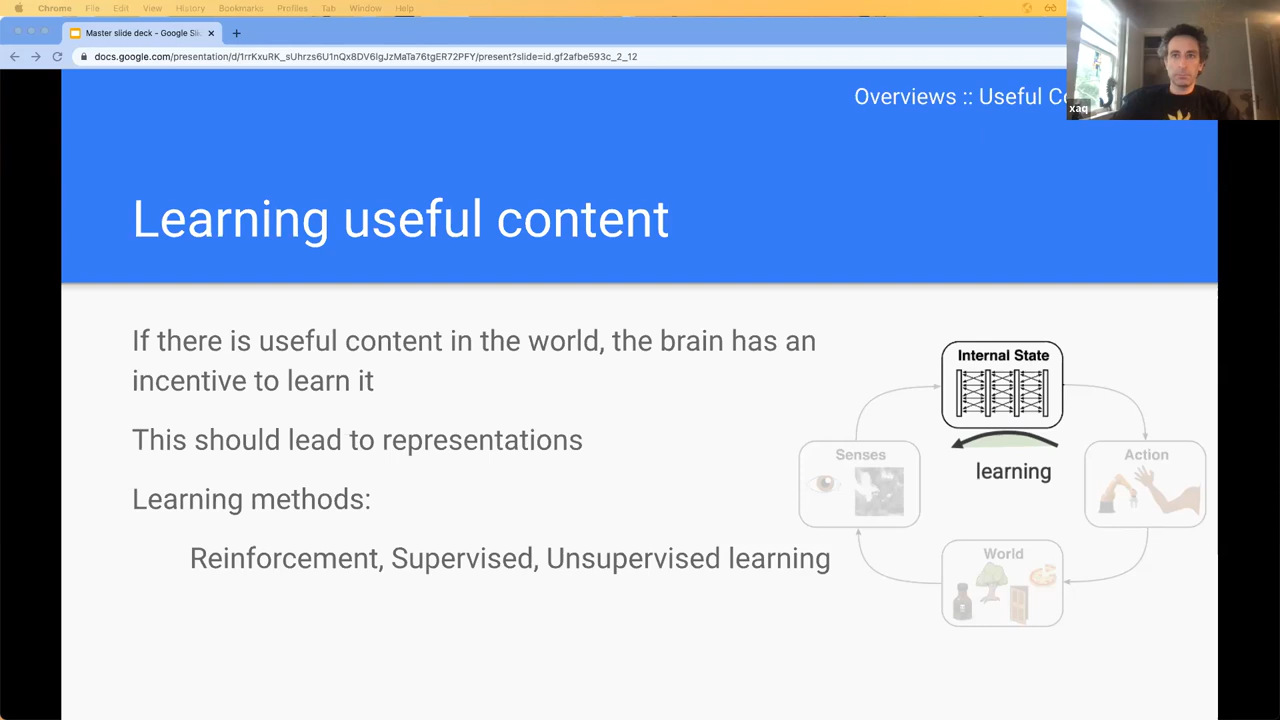 Chrome File Edit View History Bookmarks Profiles Tab Window Help
Master slide deck - Google Sli
docs.google.com/presentation/d/1rrKxuRK_sUhrzs6U1nQx8DV6lgJzMaTa76tgER72PFY/present?slide=id.gf2afbe593c_2_12
xaq
Overviews :: Useful Co
Learning useful content
If there is useful content in the world, the brain has an
incentive to learn it
This should lead to representations
Learning methods:
Reinforcement, Supervised, Unsupervised learning
Internal State
learning
Senses
Action
World